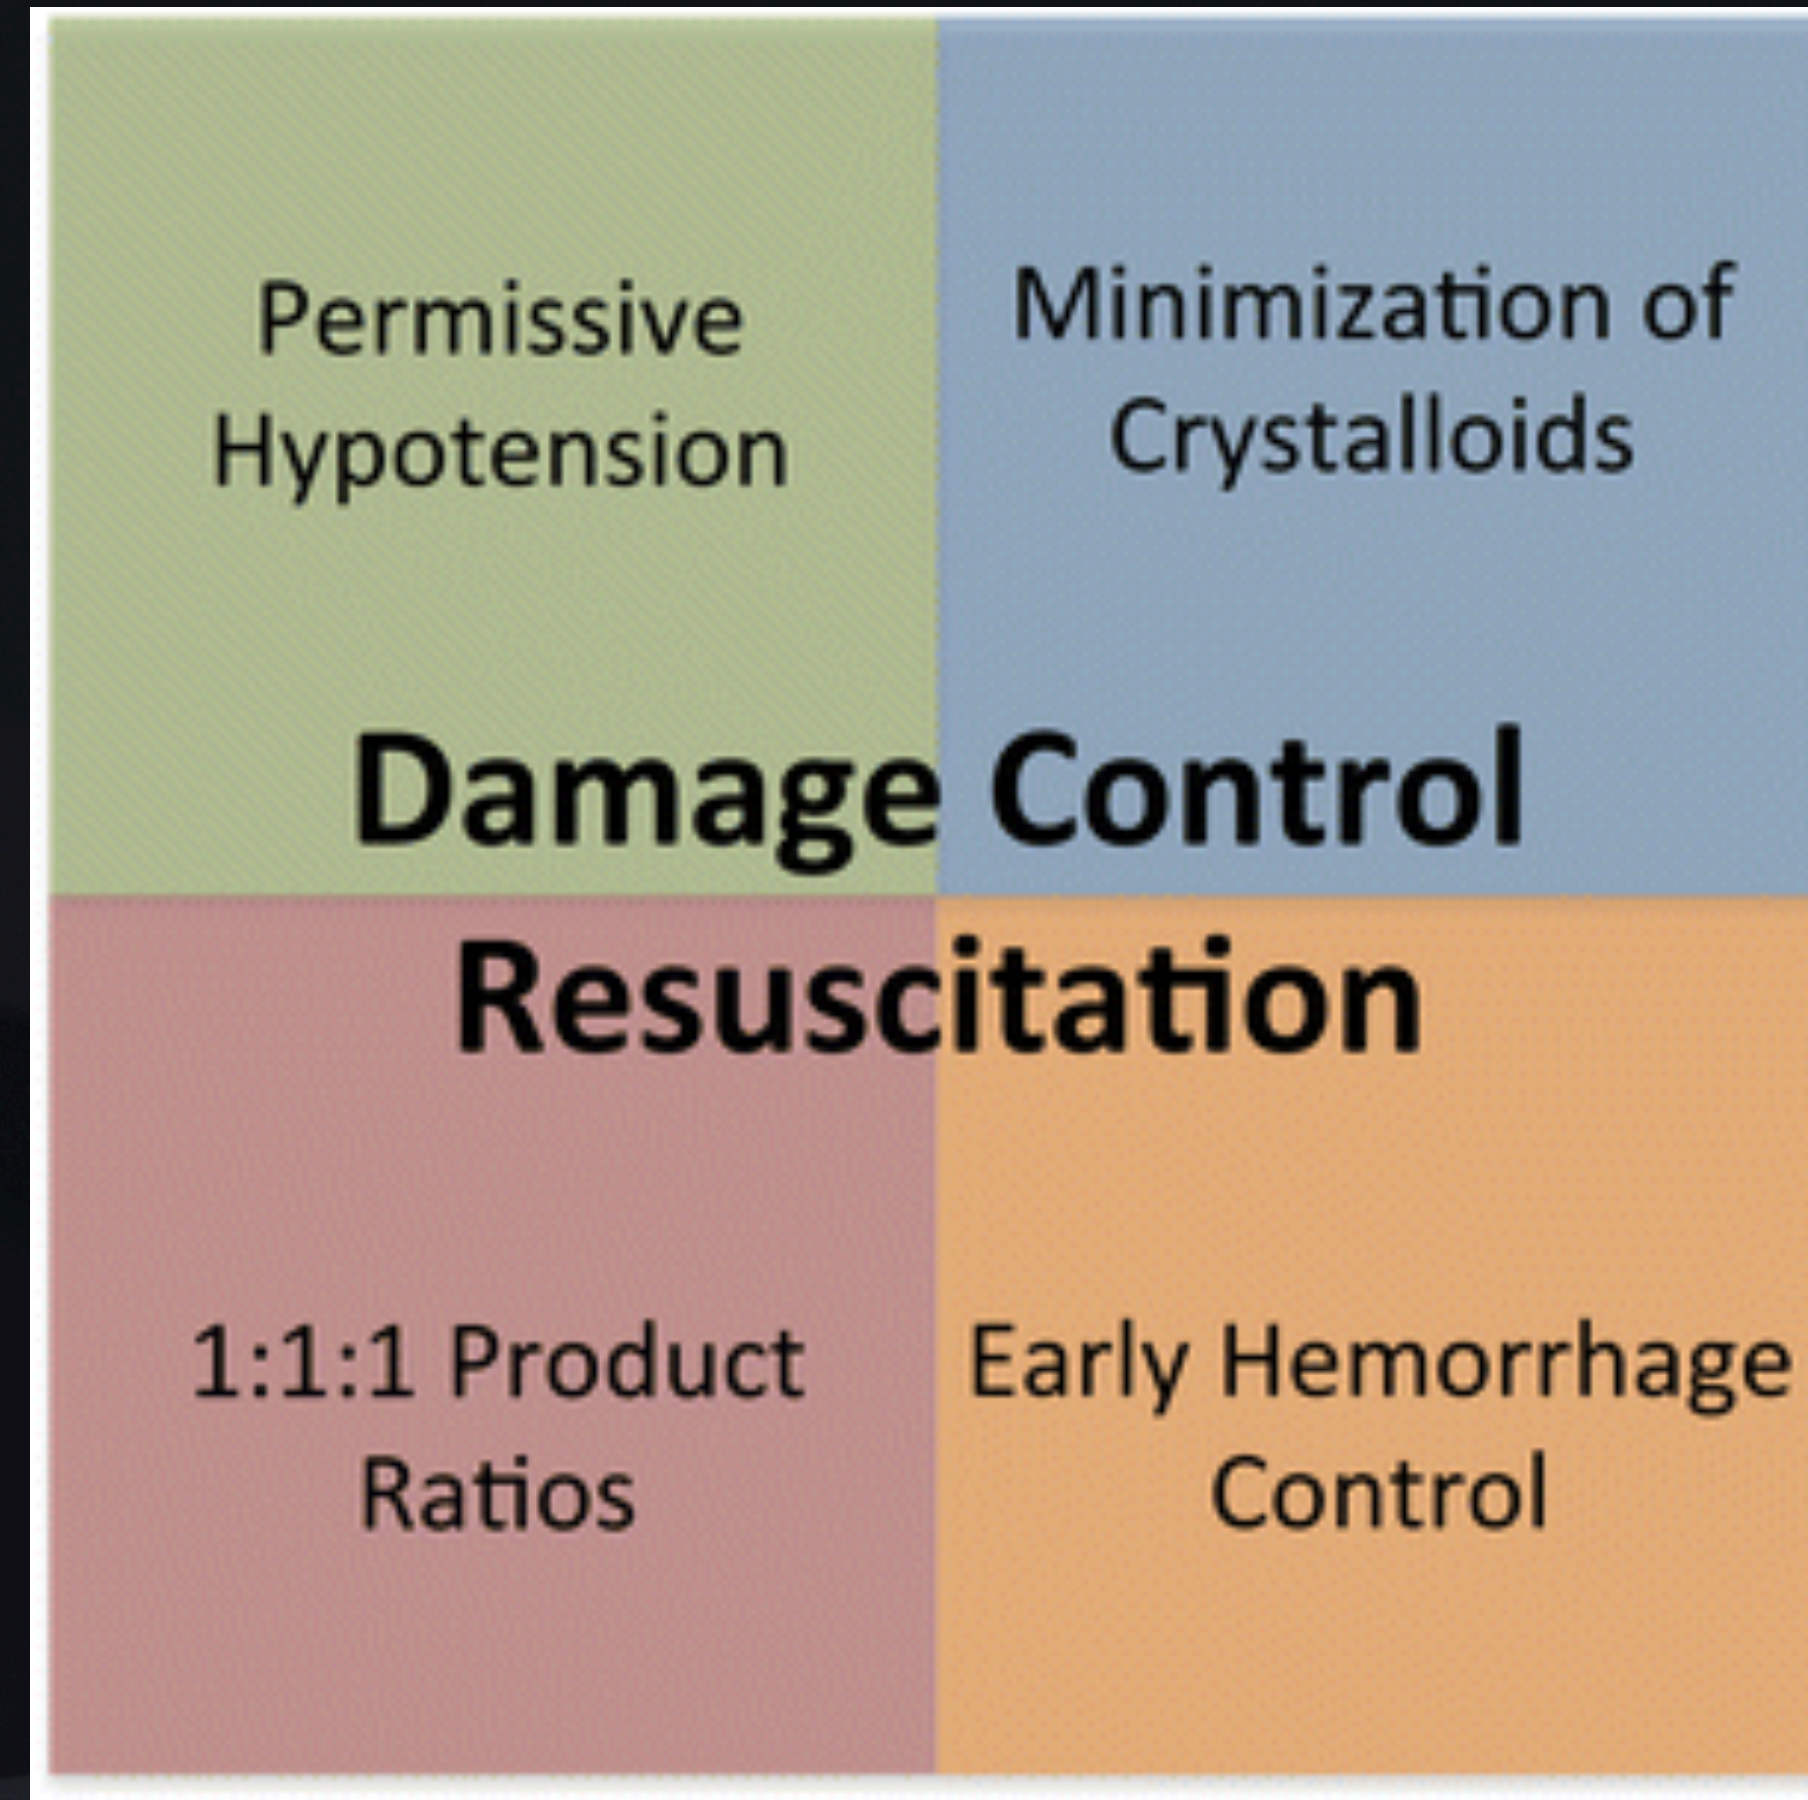 Permissive
Hypotension
Minimization of
Crystalloids
Damage Control
Resuscitation
1:1:1 Product
Ratios
Early Hemorrhage
Control